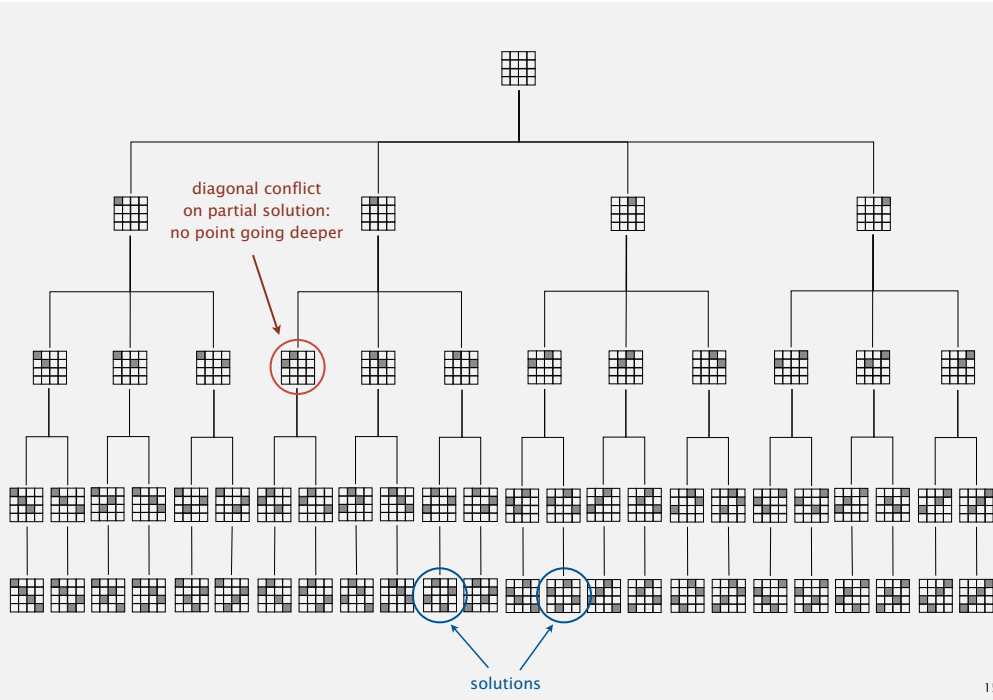 diagonal conflict
on partial solution:
no point going deeper
solutions